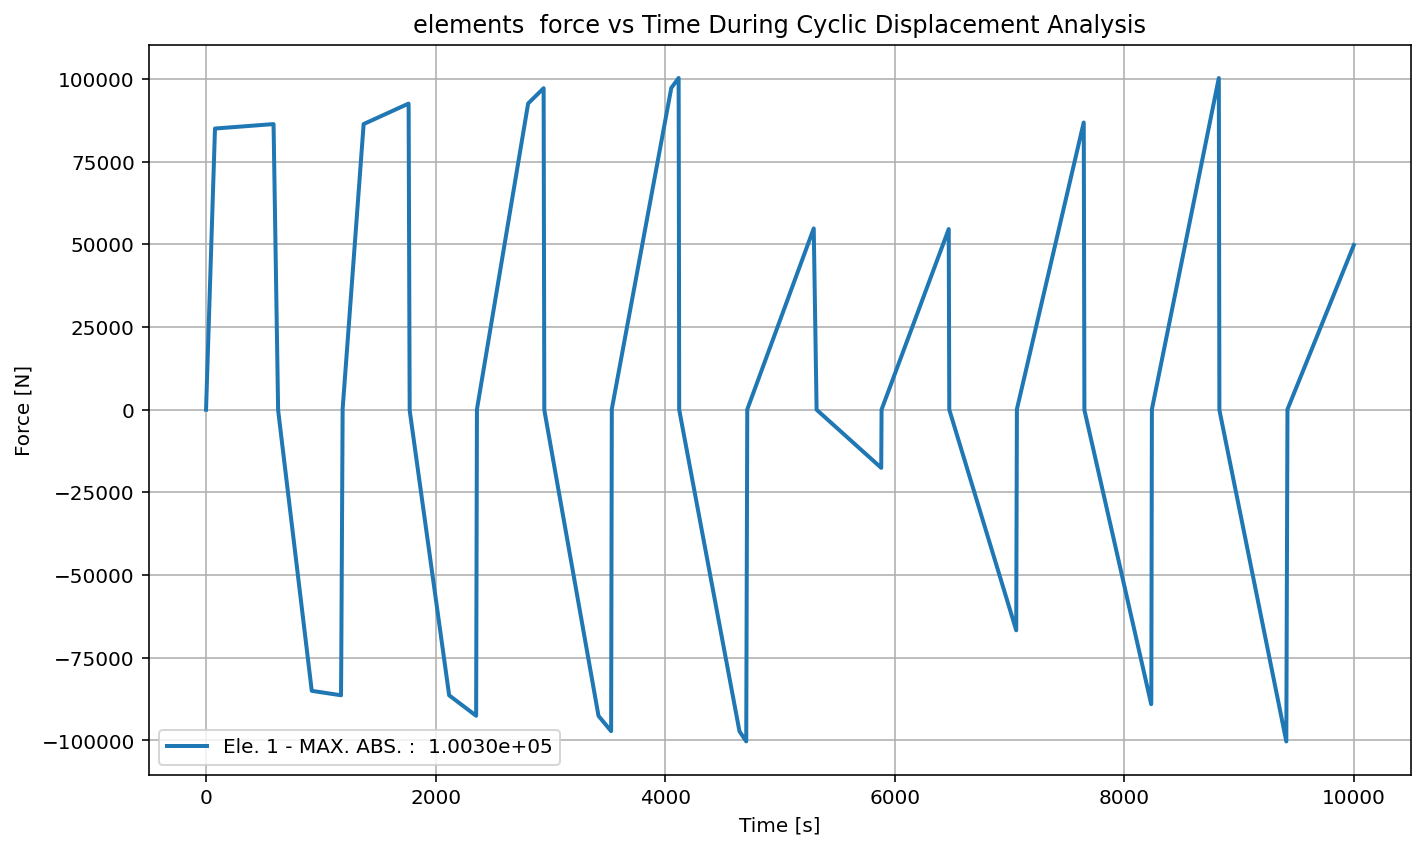 elements  force vs Time During Cyclic Displacement Analysis
Force [N]
100000
75000
50000
25000
0
−25000
−50000
−75000
−100000
Ele. 1 - MAX. ABS. :  1.0030e+05
0 2000 4000 6000 8000 10000
Time [s]